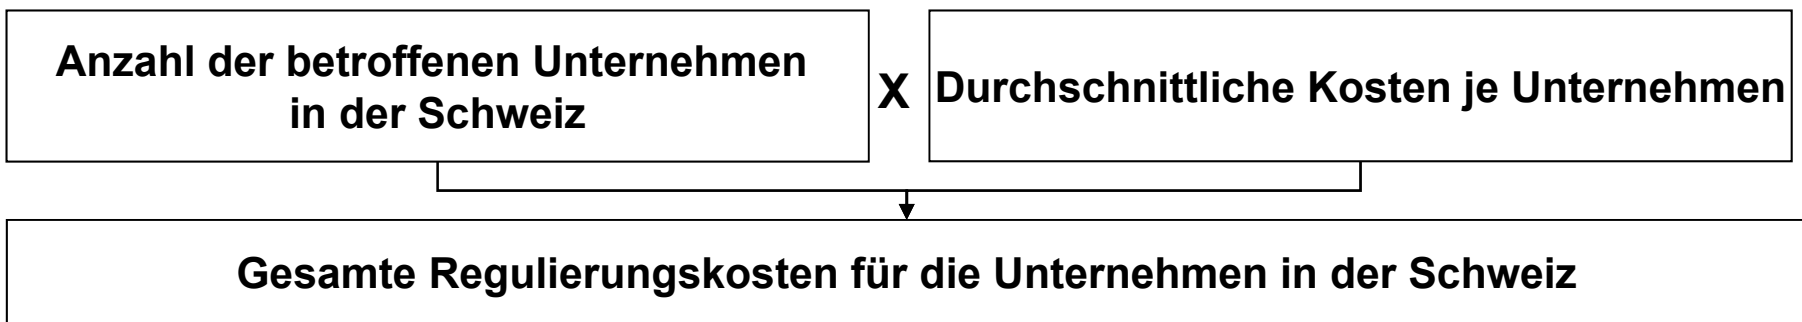 Anzahl der betroffenen Unternehmen
in der Schweiz
X
Durchschnittliche Kosten je Unternehmen
Gesamte Regulierungskosten für die Unternehmen in der Schweiz